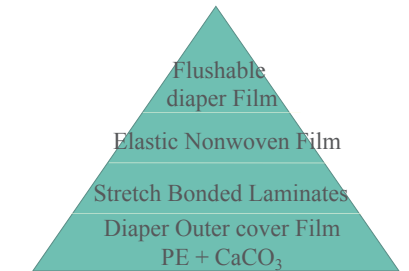 Flushable
diaper Film
Elastic Nonwoven Film
Stretch Bonded Laminates
Diaper Outer cover Film
PE + CaCO₃